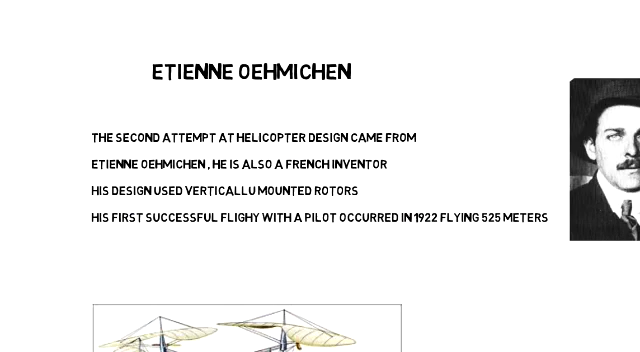 ETIENNE OEHMICHEN
THE SECOND ATTEMPT AT HELICOPTER DESIGN CAME FROM
ETIENNE OEHMICHEN , HE IS ALSO A FRENCH INVENTOR
HIS DESIGN USED VERTICALLU MOUNTED ROTORS
HIS FIRST SUCCESSFUL FLIGHY WITH A PILOT OCCURRED IN 1922 FLYING 525 METERS